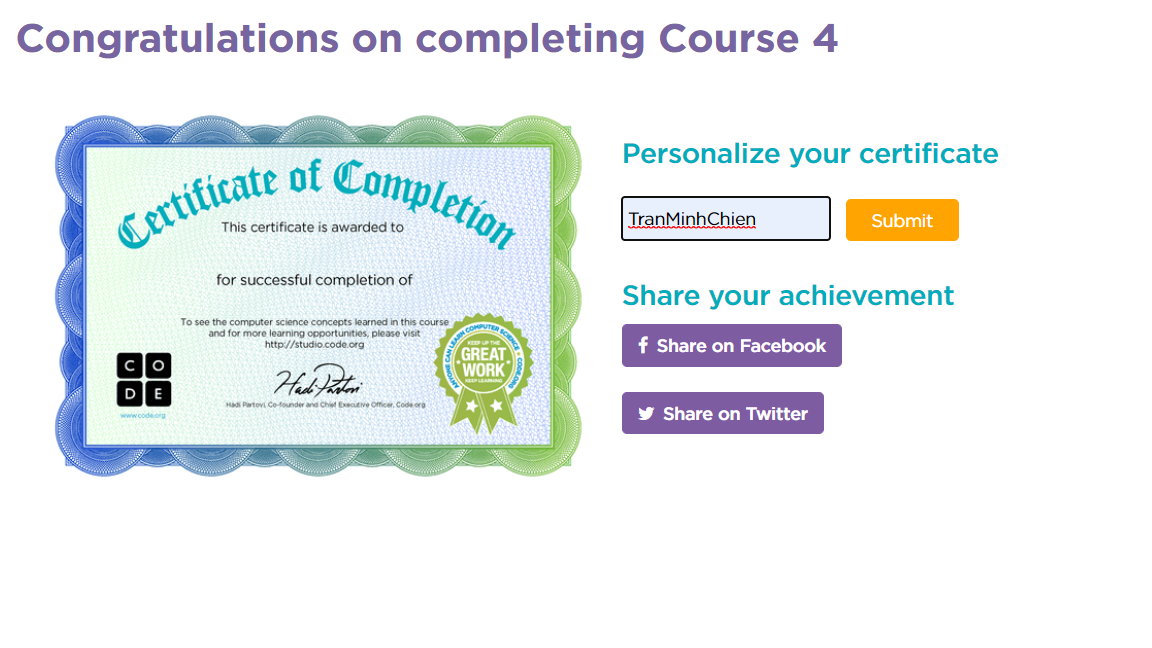 Congratulations on completing Course 4
Certificate of Completion
This certificate is awarded to
for successful completion of
To see the computer science concepts learned in this course
and for more learning opportunities, please visit
http://studio.code.org
C O
D E
www.code.org
Hadi Partovi
Hadi Partovi, Co-founder and Chief Executive Officer, Code.org
ANYONE CAN LEARN COMPUTER SCIENCE • CODE.ORG
KEEP UP THE
GREAT
WORK
KEEP LEARNING
Personalize your certificate
TranMinhChien
Submit
Share your achievement
Share on Facebook
Share on Twitter